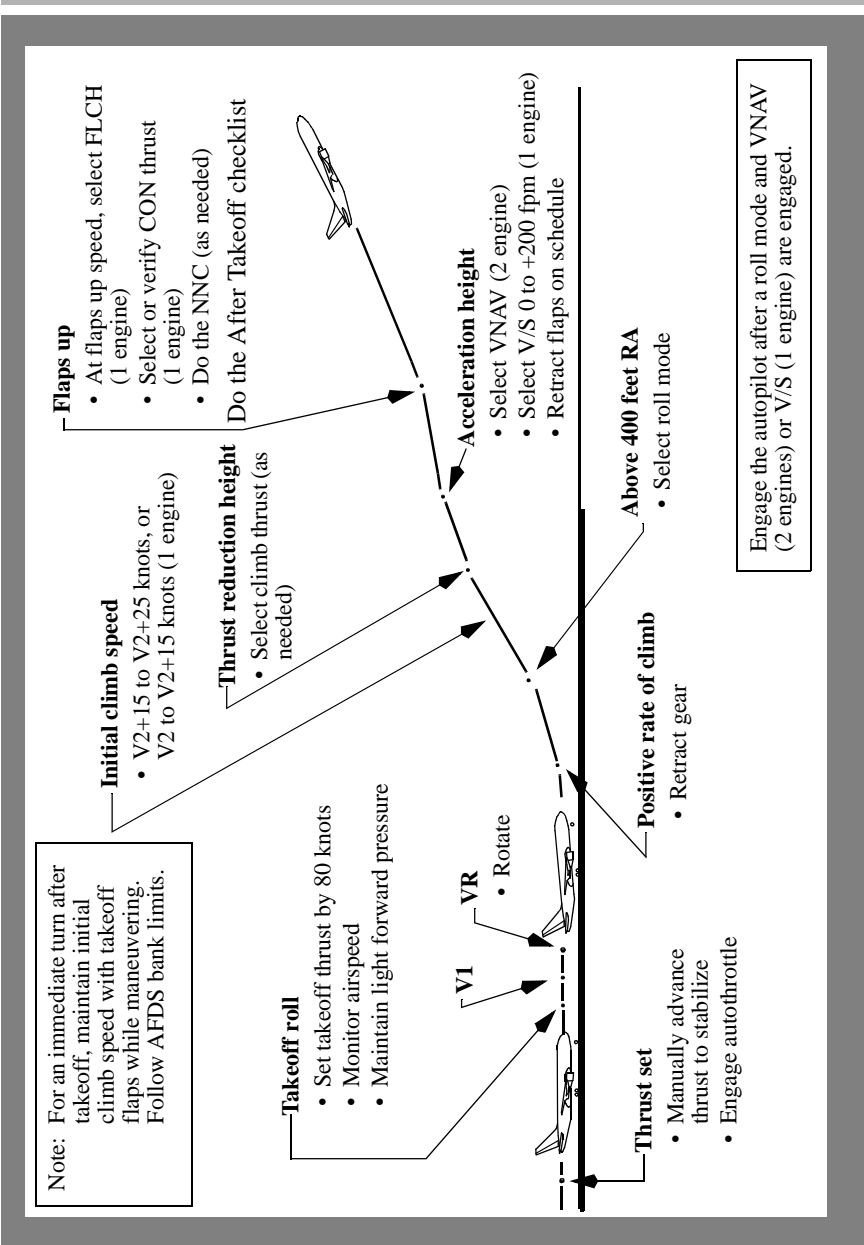 Note: For an immediate turn after
takeoff, maintain initial
climb speed with takeoff
flaps while maneuvering.
Follow AFDS bank limits.
Takeoff roll
• Set takeoff thrust by 80 knots
• Monitor airspeed
• Maintain light forward pressure
V1
VR
• Rotate
Thrust set
• Manually advance
thrust to stabilize
• Engage autothrottle
Positive rate of climb
• Retract gear
Initial climb speed
• V2+15 to V2+25 knots, or
V2 to V2+15 knots (1 engine)
Thrust reduction height
• Select climb thrust (as
needed)
Above 400 feet RA
• Select roll mode
Flaps up
• At flaps up speed, select FLCH
(1 engine)
• Select or verify CON thrust
(1 engine)
• Do the NNC (as needed)
Do the After Takeoff checklist
Acceleration height
• Select VNAV (2 engine)
• Select V/S 0 to +200 fpm (1 engine)
• Retract flaps on schedule
Engage the autopilot after a roll mode and VNAV
(2 engines) or V/S (1 engine) are engaged.